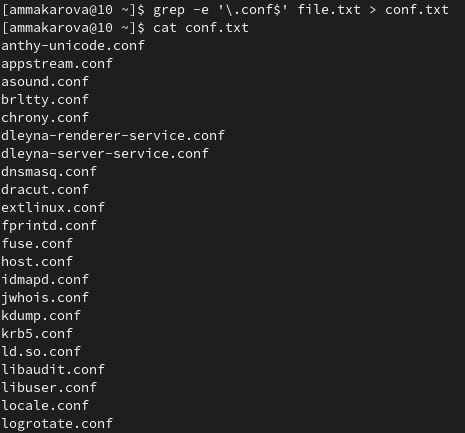 [ammakarova@10 ~]$ grep -e '\.conf$' file.txt > conf.txt
[ammakarova@10 ~]$ cat conf.txt
anthy-unicode.conf
appstream.conf
asound.conf
brltty.conf
chrony.conf
dleyna-renderer-service.conf
dleyna-server-service.conf
dnsmasq.conf
dracut.conf
extlinux.conf
fprintd.conf
fuse.conf
host.conf
idmapd.conf
jwhois.conf
kdump.conf
krb5.conf
ld.so.conf
libaudit.conf
libuser.conf
locale.conf
logrotate.conf